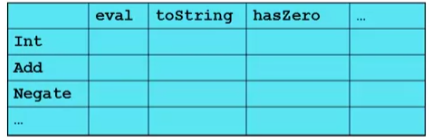 eval toString hasZero …
Int
Add
Negate
…